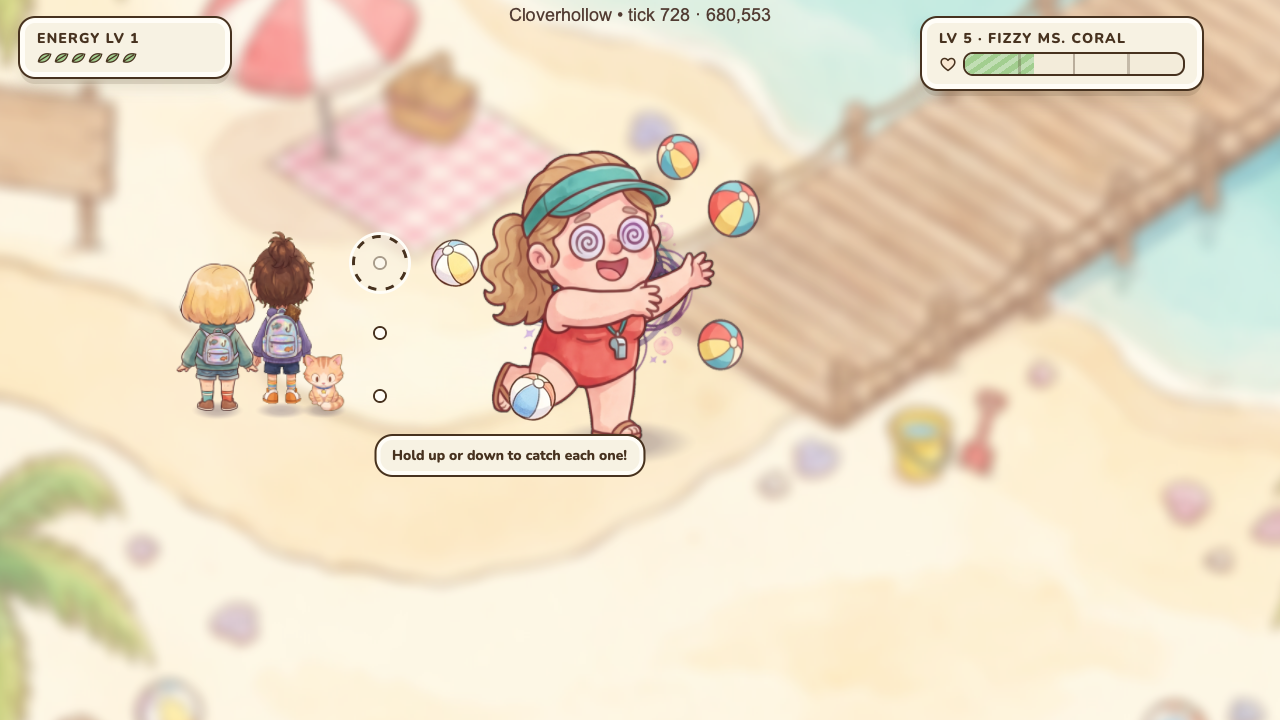 Cloverhollow • tick 728 · 680,553
ENERGY LV 1
LV 5 · FIZZY MS. CORAL
Hold up or down to catch each one!